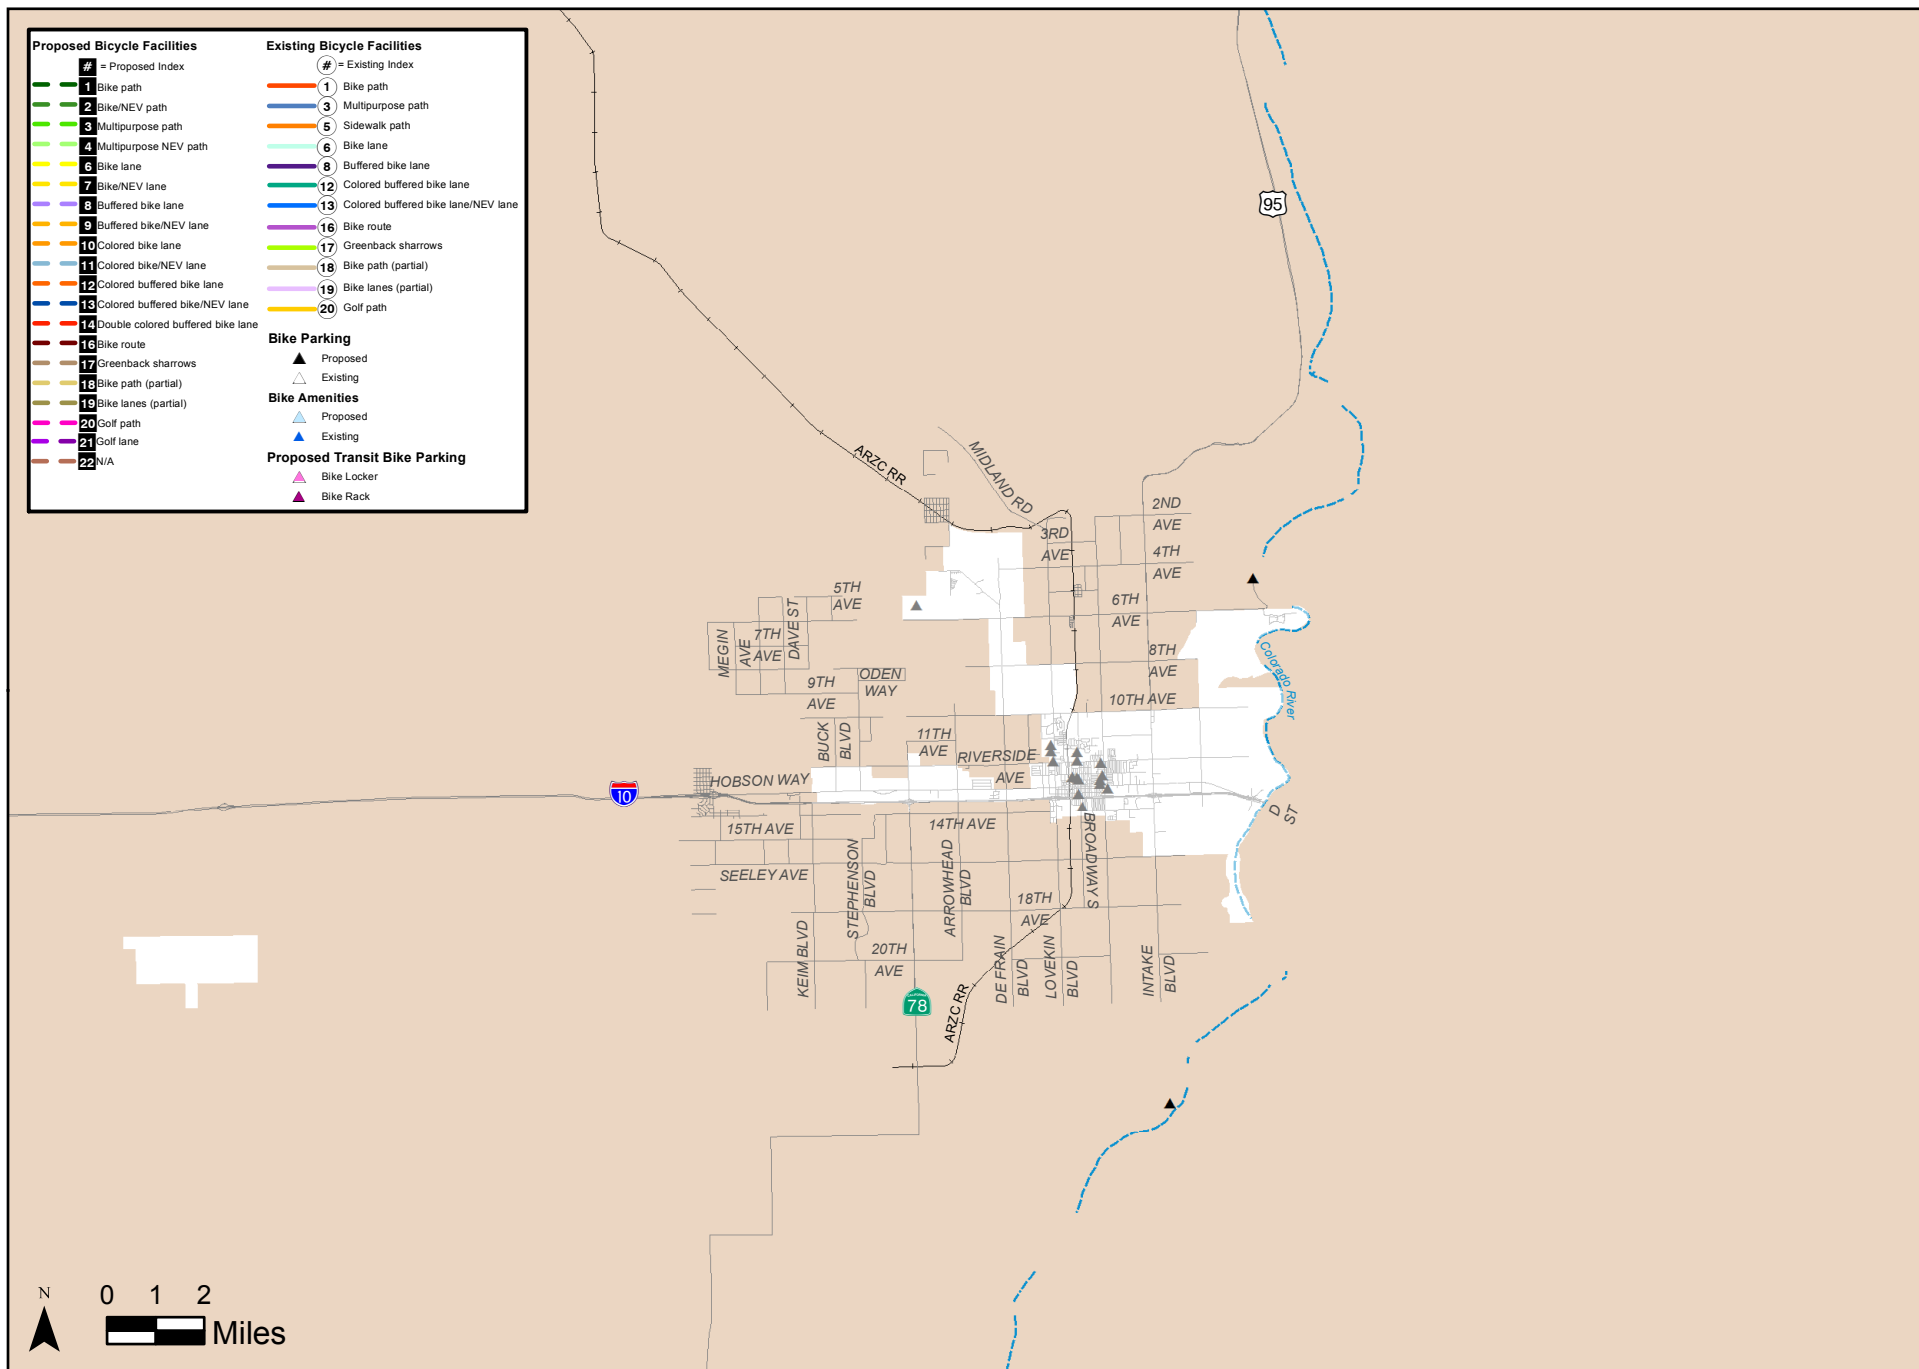 Proposed Bicycle Facilities
# = Proposed Index
1 Bike path
2 Bike/NEV path
3 Multipurpose path
4 Multipurpose NEV path
6 Bike lane
7 Bike/NEV lane
8 Buffered bike lane
9 Buffered bike/NEV lane
10 Colored bike lane
11 Colored bike/NEV lane
12 Colored buffered bike lane
13 Colored buffered bike/NEV lane
14 Double colored buffered bike lane
16 Bike route
17 Greenback sharrows
18 Bike path (partial)
19 Bike lanes (partial)
20 Golf path
21 Golf lane
22 N/A
Existing Bicycle Facilities
# = Existing Index
1 Bike path
3 Multipurpose path
5 Sidewalk path
6 Bike lane
8 Buffered bike lane
12 Colored buffered bike lane
13 Colored buffered bike lane/NEV lane
16 Bike route
17 Greenback sharrows
18 Bike path (partial)
19 Bike lanes (partial)
20 Golf path
Bike Parking
Proposed
Existing
Bike Amenities
Proposed
Existing
Proposed Transit Bike Parking
Bike Locker
Bike Rack
95
ARZC RR
MIDLAND RD
2ND
AVE
3RD
AVE
4TH
AVE
5TH
AVE
6TH
AVE
MEGIN
AVE
7TH
AVE
DAVE ST
8TH
AVE
Colorado River
9TH
AVE
ODEN
WAY
10TH AVE
BUCK
BLVD
11TH
AVE
RIVERSIDE
AVE
HOBSON WAY
10
D
ST
15TH AVE
14TH AVE
BROADWAY S
SEELEY AVE
STEPHENSON
BLVD
ARROWHEAD
BLVD
18TH
AVE
KEIM BLVD
20TH
AVE
DE FRAIN
BLVD
LOVEKIN
BLVD
INTAKE
BLVD
78
ARZC RR
N
0 1 2
Miles